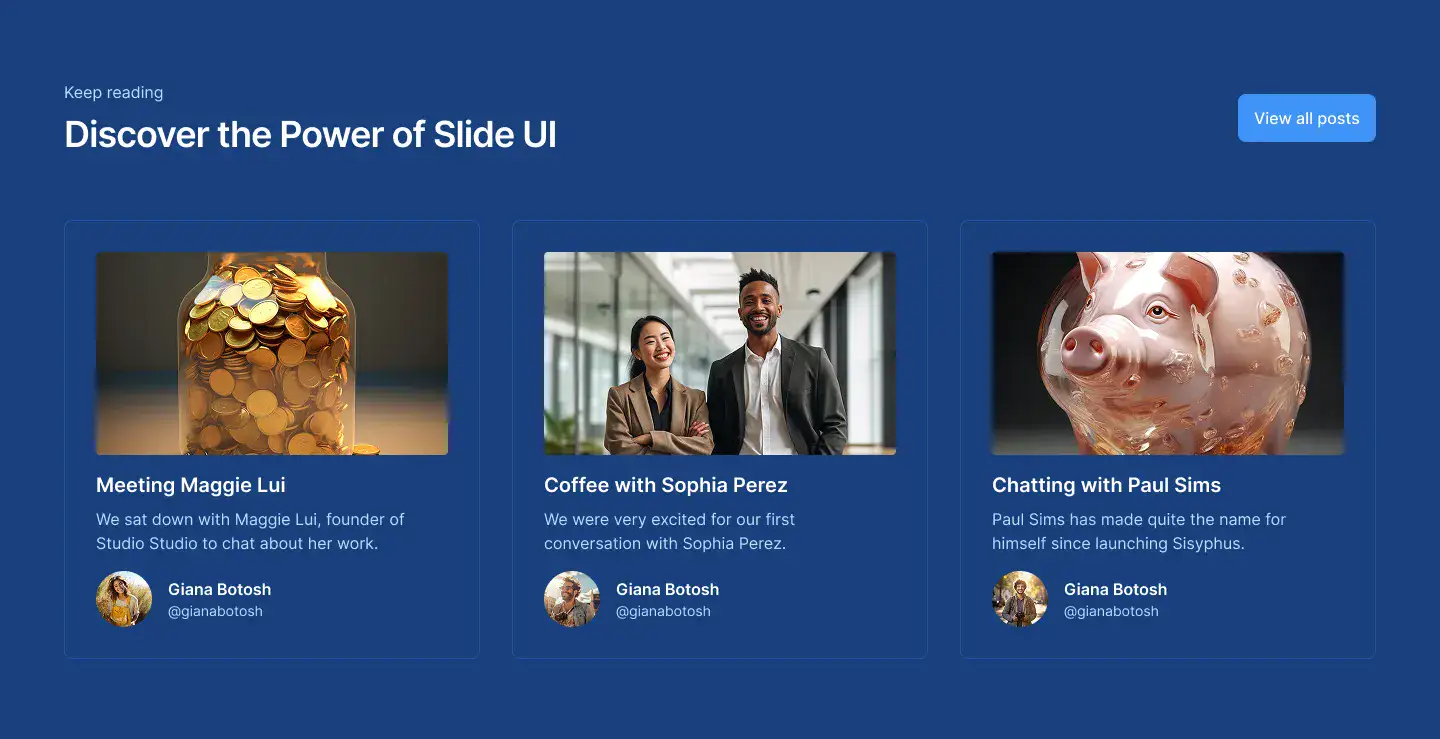 Keep reading
Discover the Power of Slide UI
View all posts
Meeting Maggie Lui
We sat down with Maggie Lui, founder of
Studio Studio to chat about her work.
Giana Botosh
@gianabotosh
Coffee with Sophia Perez
We were very excited for our first
conversation with Sophia Perez.
Giana Botosh
@gianabotosh
Chatting with Paul Sims
Paul Sims has made quite the name for
himself since launching Sisyphus.
Giana Botosh
@gianabotosh